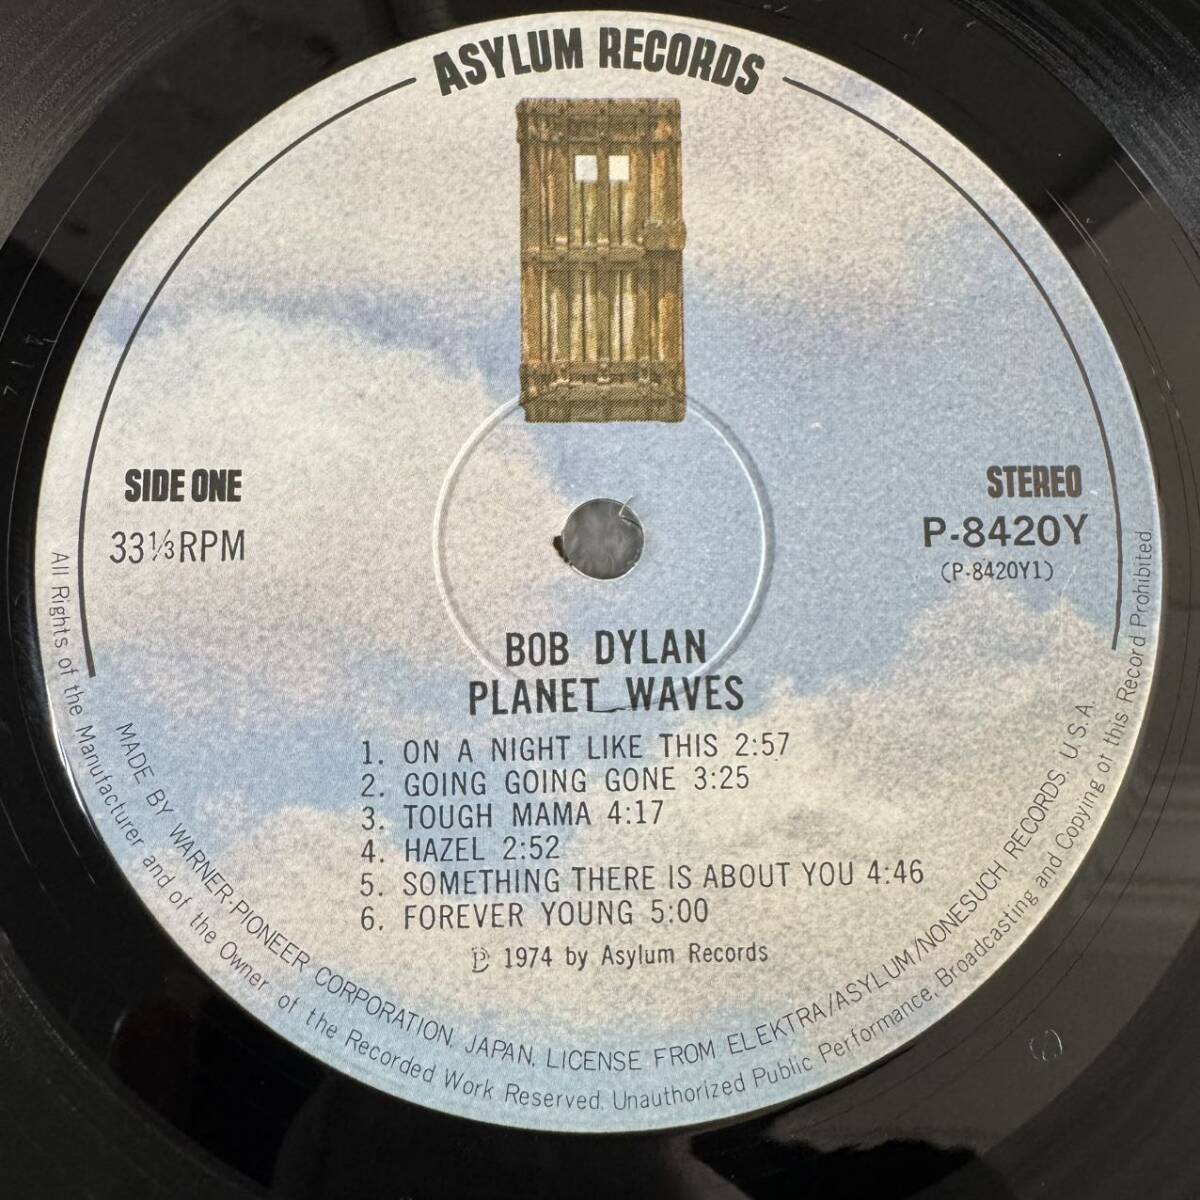 ASYLUM RECORDS
SIDE ONE
33⅓RPM
STEREO
P-8420Y
(P-8420Y1)
BOB DYLAN
PLANET WAVES
1. ON A NIGHT LIKE THIS 2:57
2. GOING GOING GONE 3:25
3. TOUGH MAMA 4:17
4. HAZEL 2:52
5. SOMETHING THERE IS ABOUT YOU 4:46
6. FOREVER YOUNG 5:00
Ⓟ 1974 by Asylum Records
MADE BY WARNER-PIONEER CORPORATION, JAPAN, LICENSE FROM ELEKTRA/ASYLUM/NONESUCH RECORDS, U.S.A.
All Rights of the Manufacturer and of the Owner of the Recorded Work Reserved. Unauthorized Public Performance, Broadcasting and Copying ot this Record Prohibited